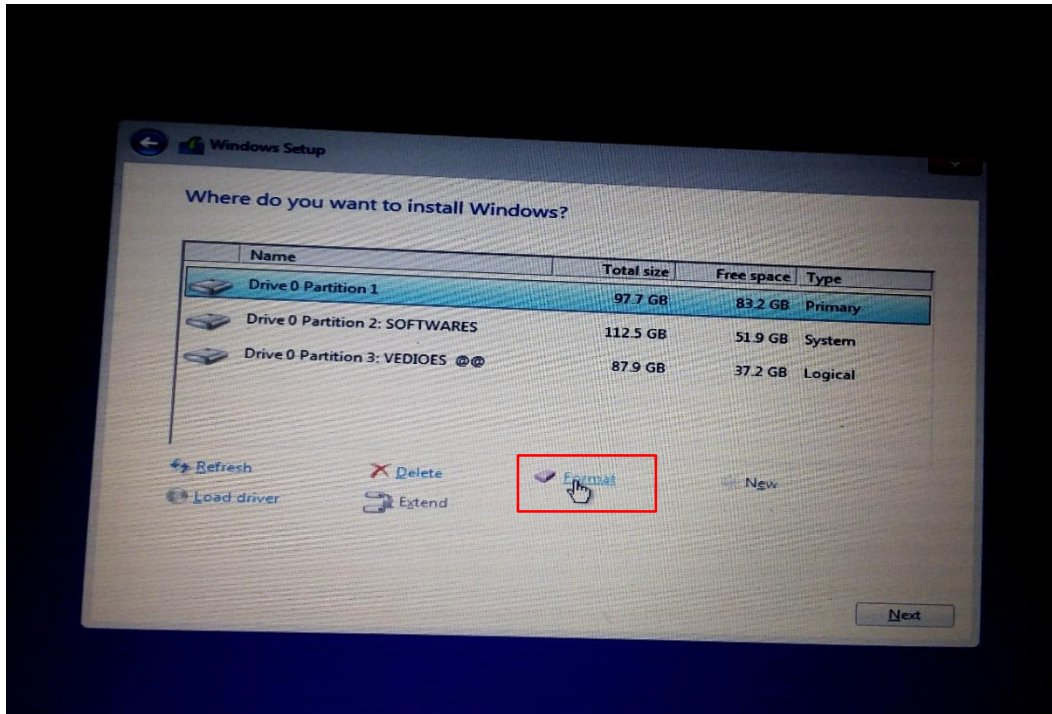 Windows Setup
Where do you want to install Windows?
Name Total size Free space Type
Drive 0 Partition 1 97.7 GB 83.2 GB Primary
Drive 0 Partition 2: SOFTWARES 112.5 GB 51.9 GB System
Drive 0 Partition 3: VEDIOES @@ 87.9 GB 37.2 GB Logical
Refresh Delete Format New
Load driver Extend
Next